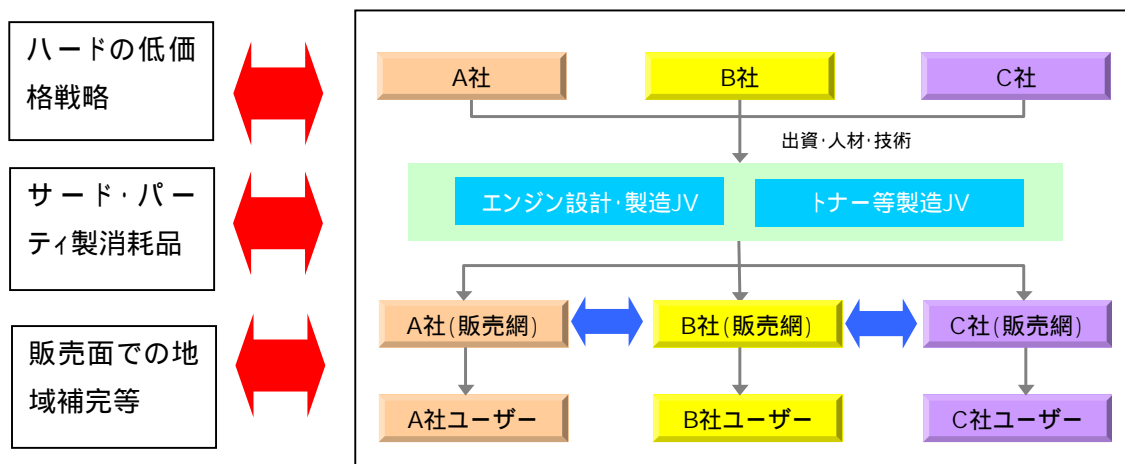 ハードの低価
格戦略
サード・パー
ティ製消耗品
販売面での地
域補完等
A社
B社
C社
出資・人材・技術
エンジン設計・製造JV
トナー等製造JV
A社(販売網)
B社(販売網)
C社(販売網)
A社ユーザー
B社ユーザー
C社ユーザー